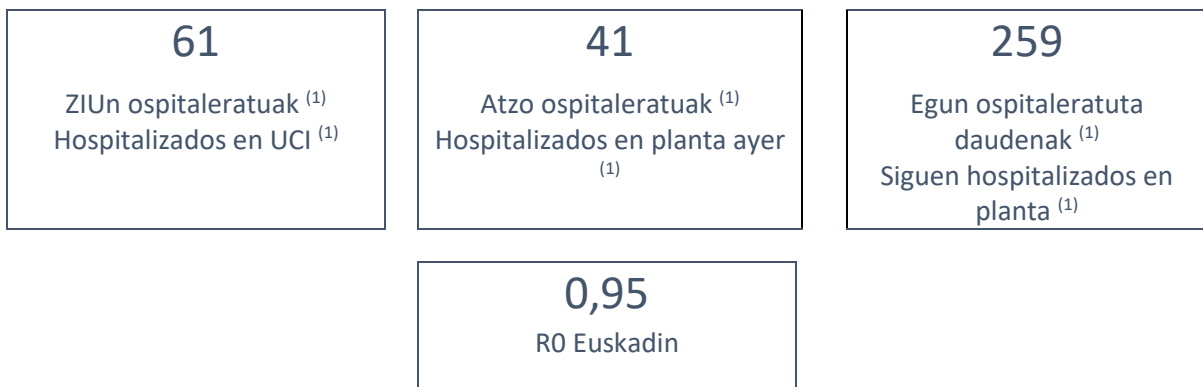 61
ZIUn ospitaleratuak (1)
Hospitalizados en UCI (1)
41
Atzo ospitaleratuak (1)
Hospitalizados en planta ayer
(1)
259
Egun ospitaleratuta
daudenak (1)
Siguen hospitalizados en
planta (1)
0,95
R0 Euskadin